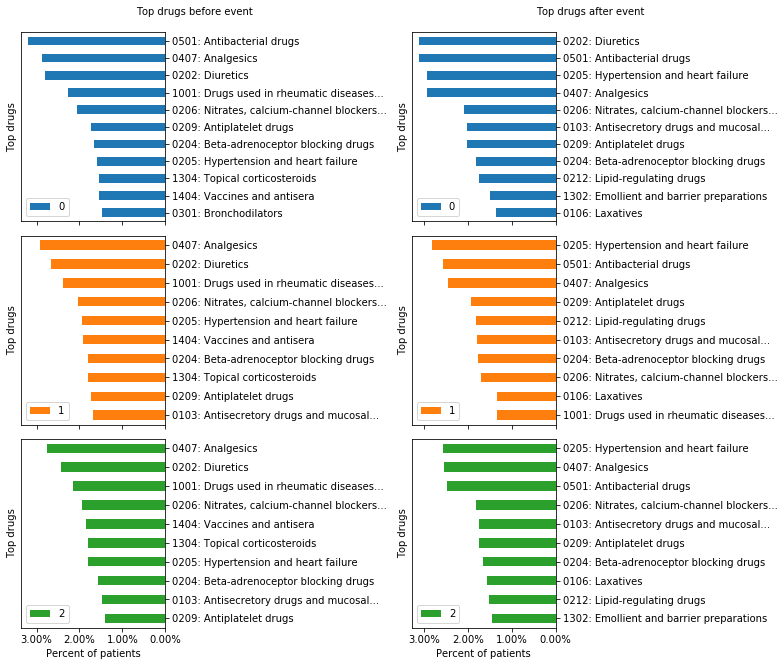 Top drugs before event
Top drugs
0501: Antibacterial drugs
0407: Analgesics
0202: Diuretics
1001: Drugs used in rheumatic diseases...
0206: Nitrates, calcium-channel blockers...
0209: Antiplatelet drugs
0204: Beta-adrenoceptor blocking drugs
0205: Hypertension and heart failure
1304: Topical corticosteroids
1404: Vaccines and antisera
0301: Bronchodilators
0
Top drugs
0407: Analgesics
0202: Diuretics
1001: Drugs used in rheumatic diseases...
0206: Nitrates, calcium-channel blockers...
0205: Hypertension and heart failure
1404: Vaccines and antisera
0204: Beta-adrenoceptor blocking drugs
1304: Topical corticosteroids
0209: Antiplatelet drugs
0103: Antisecretory drugs and mucosal...
1
Top drugs
0407: Analgesics
0202: Diuretics
1001: Drugs used in rheumatic diseases...
0206: Nitrates, calcium-channel blockers...
1404: Vaccines and antisera
1304: Topical corticosteroids
0205: Hypertension and heart failure
0204: Beta-adrenoceptor blocking drugs
0103: Antisecretory drugs and mucosal...
0209: Antiplatelet drugs
2
3.00% 2.00% 1.00% 0.00%
Percent of patients
Top drugs after event
Top drugs
0202: Diuretics
0501: Antibacterial drugs
0205: Hypertension and heart failure
0407: Analgesics
0206: Nitrates, calcium-channel blockers...
0103: Antisecretory drugs and mucosal...
0209: Antiplatelet drugs
0204: Beta-adrenoceptor blocking drugs
0212: Lipid-regulating drugs
1302: Emollient and barrier preparations
0106: Laxatives
0
Top drugs
0205: Hypertension and heart failure
0501: Antibacterial drugs
0407: Analgesics
0209: Antiplatelet drugs
0212: Lipid-regulating drugs
0103: Antisecretory drugs and mucosal...
0204: Beta-adrenoceptor blocking drugs
0206: Nitrates, calcium-channel blockers...
0106: Laxatives
1001: Drugs used in rheumatic diseases...
1
Top drugs
0205: Hypertension and heart failure
0407: Analgesics
0501: Antibacterial drugs
0206: Nitrates, calcium-channel blockers...
0103: Antisecretory drugs and mucosal...
0209: Antiplatelet drugs
0204: Beta-adrenoceptor blocking drugs
0106: Laxatives
0212: Lipid-regulating drugs
1302: Emollient and barrier preparations
2
3.00% 2.00% 1.00% 0.00%
Percent of patients